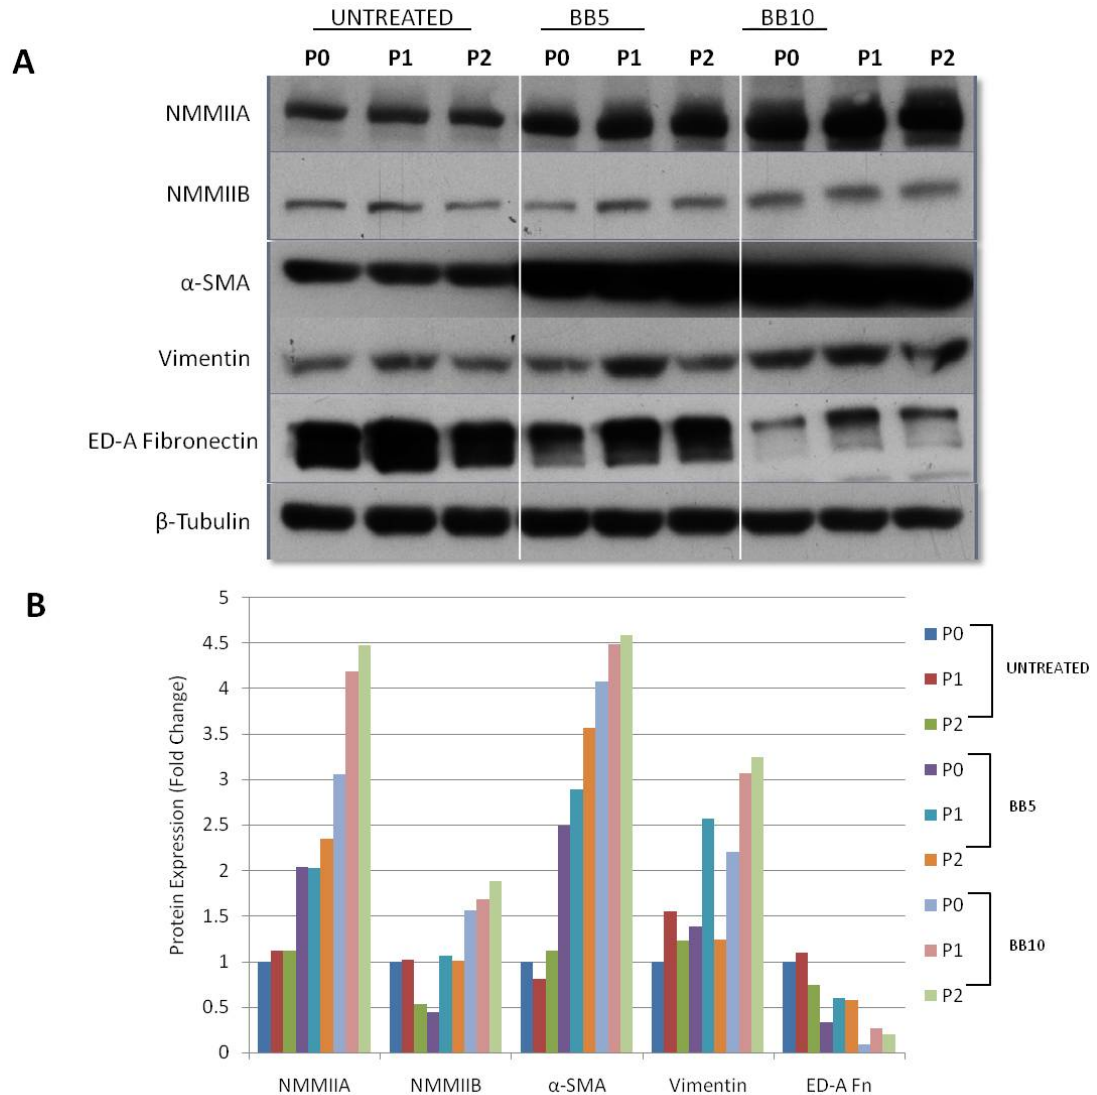 UNTREATED BB5 BB10
A P0 P1 P2 P0 P1 P2 P0 P1 P2
NMMIIA
NMMIIB
α-SMA
Vimentin
ED-A Fibronectin
β-Tubulin
B
Protein Expression (Fold Change)
5
4.5
4
3.5
3
2.5
2
1.5
1
0.5
0
NMMIIA NMMIIB α-SMA Vimentin ED-A Fn
P0
P1
P2
UNTREATED
P0
P1
P2
BB5
P0
P1
P2
BB10